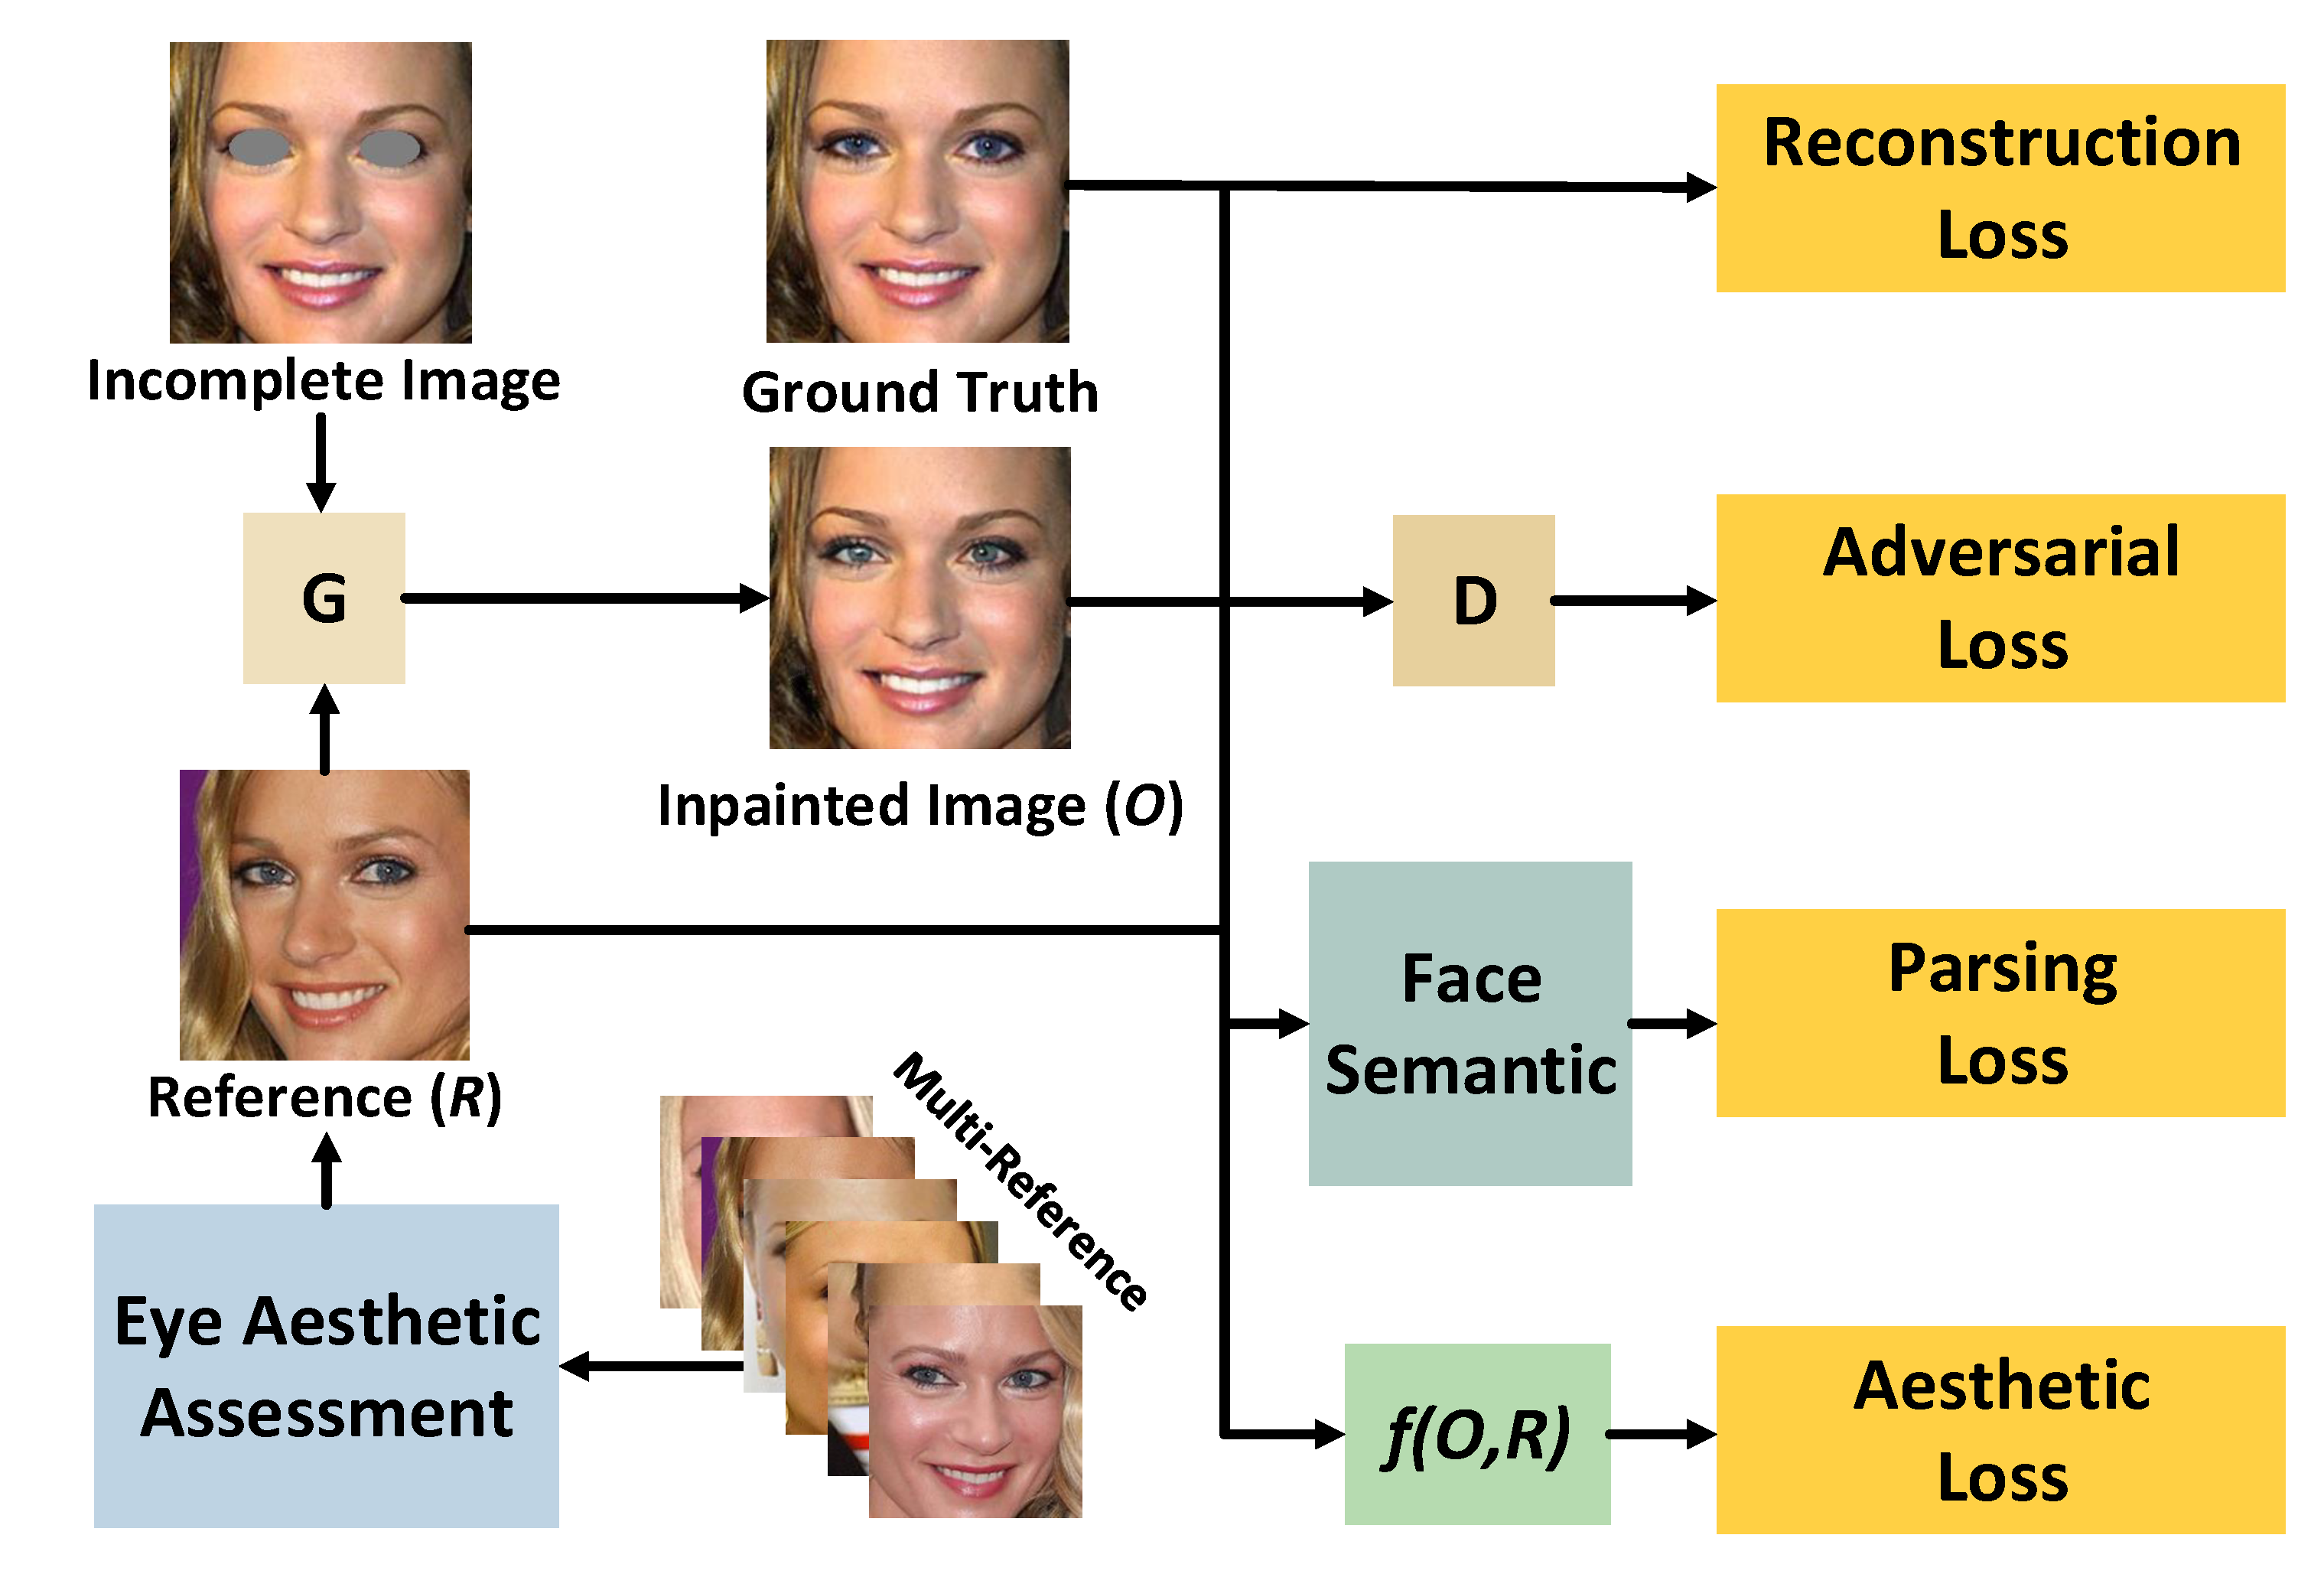 Incomplete Image
Ground Truth
Reconstruction
Loss
G
Inpainted Image (O)
D
Adversarial
Loss
Reference (R)
Face
Semantic
Parsing
Loss
Multi-Reference
Eye Aesthetic
Assessment
f(O,R)
Aesthetic
Loss